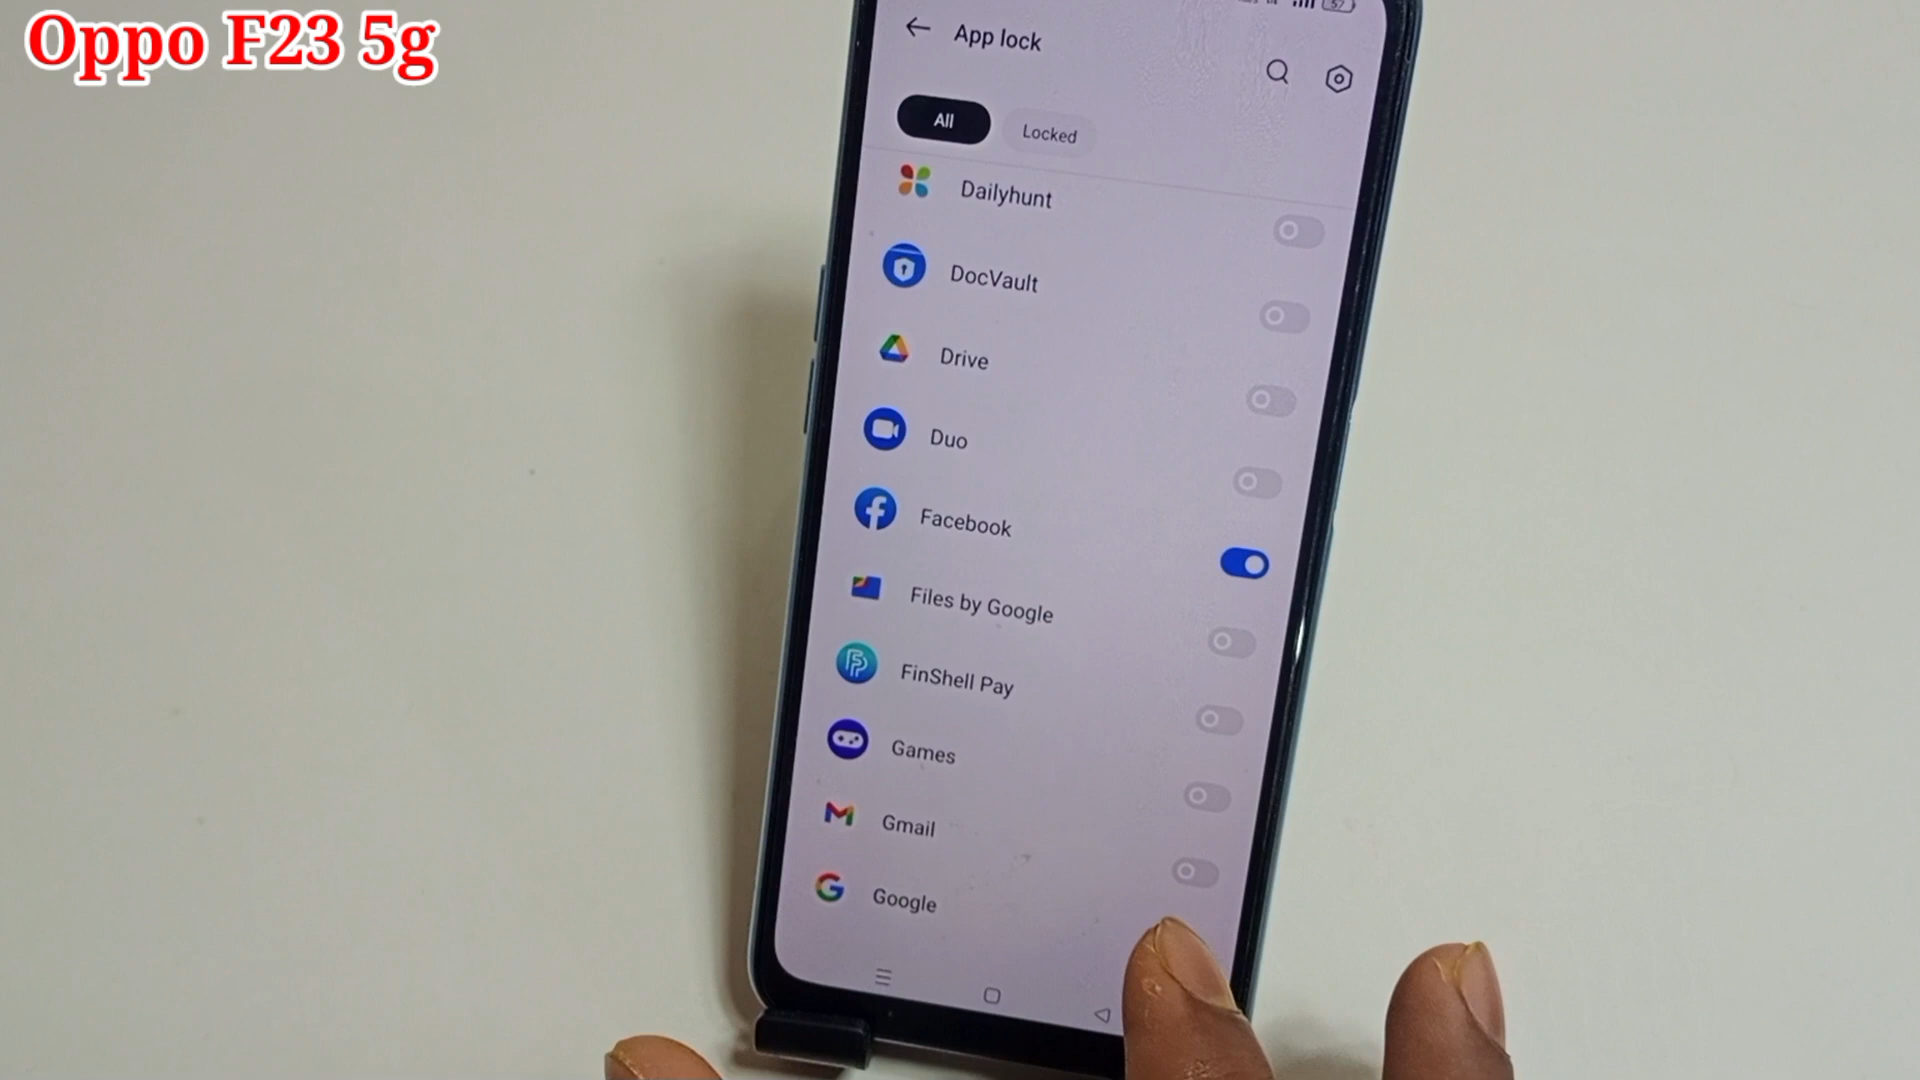 Oppo F23 5g
57
App lock
All
Locked
Dailyhunt
DocVault
Drive
Duo
Facebook
Files by Google
FinShell Pay
Games
Gmail
Google